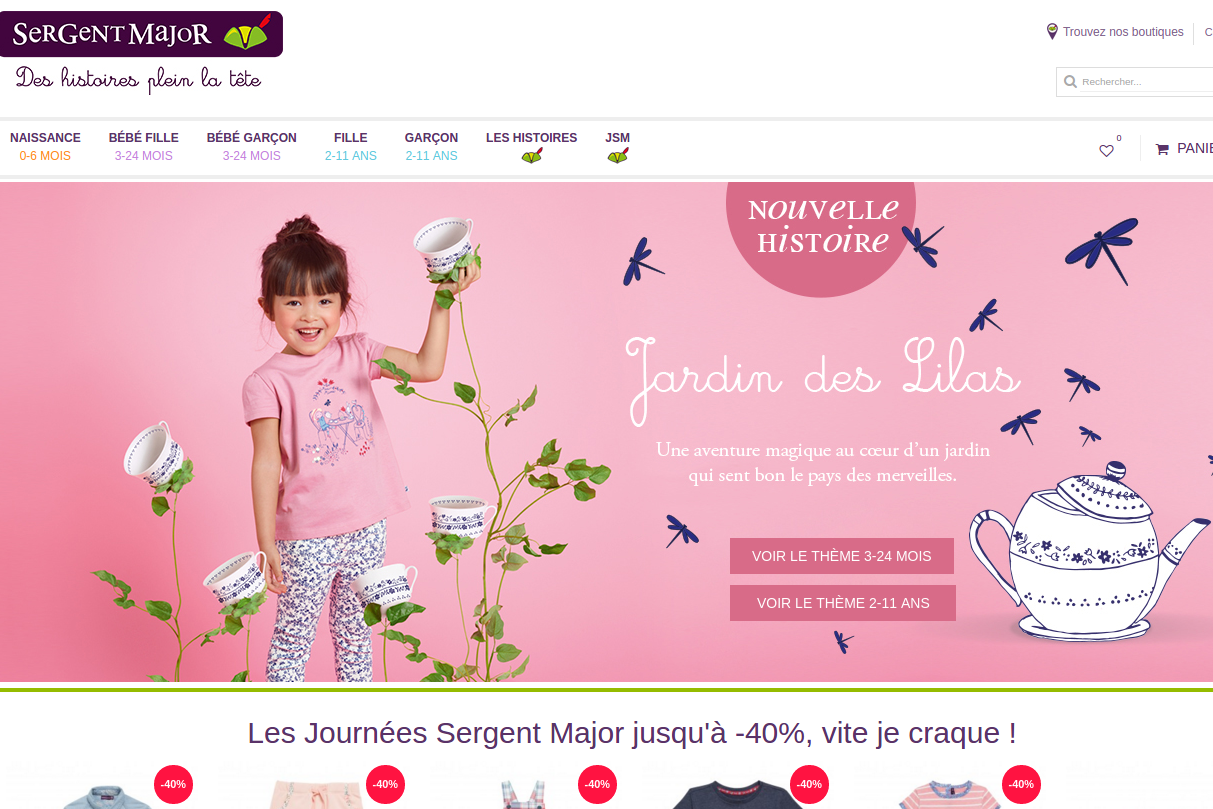 SERGENT MAJOR
Des histoires plein la tête
Trouvez nos boutiques
Rechercher...
NAISSANCE
0-6 MOIS
BÉBÉ FILLE
3-24 MOIS
BÉBÉ GARÇON
3-24 MOIS
FILLE
2-11 ANS
GARÇON
2-11 ANS
LES HISTOIRES
JSM
0
PANIE
NOUVELLE
HISTOIRE
Jardin des Lilas
Une aventure magique au cœur d'un jardin
qui sent bon le pays des merveilles.
VOIR LE THÈME 3-24 MOIS
VOIR LE THÈME 2-11 ANS
Les Journées Sergent Major jusqu'à -40%, vite je craque !
-40%
-40%
-40%
-40%
-40%